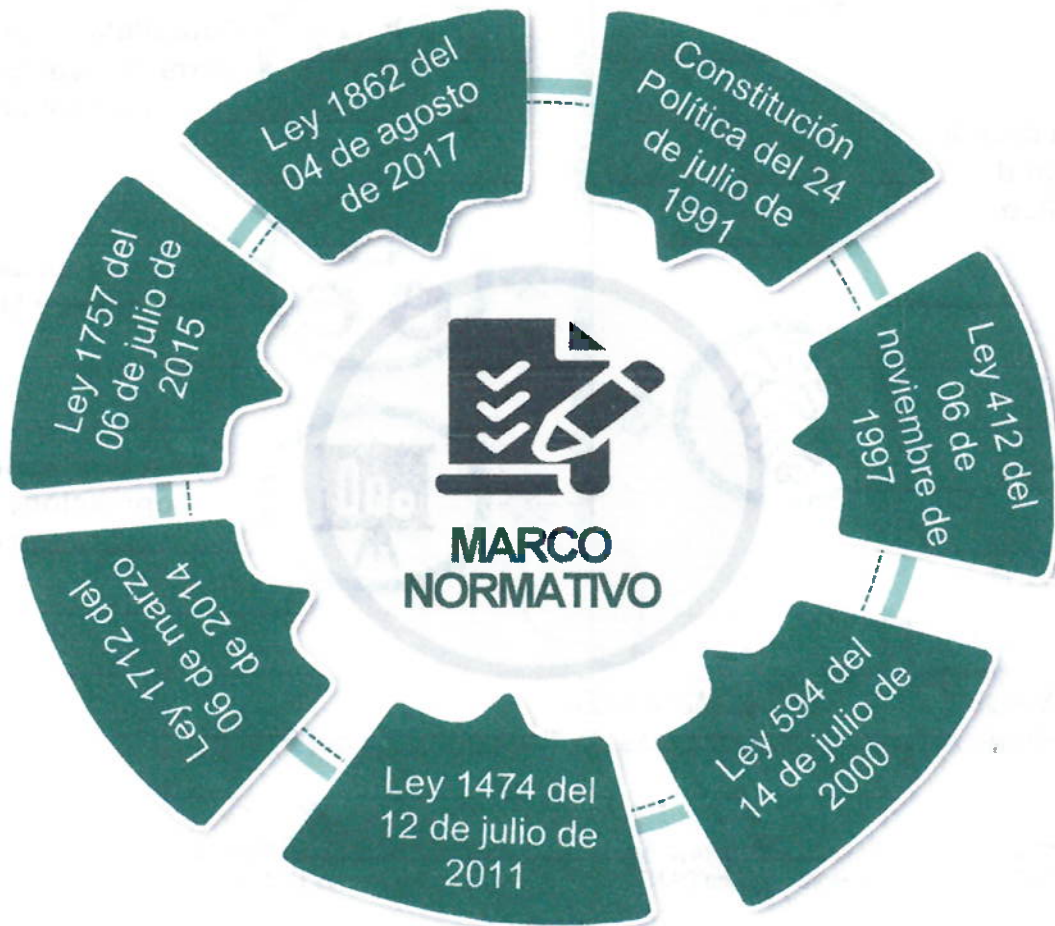 Constitución
Política del 24
de julio de
1991
Ley 412 del
06 de
noviembre de
1997
Ley 594 del
14 de julio de
2000
Ley 1474 del
12 de julio de
2011
Ley 1712 del
06 de marzo
de 2014
Ley 1757 del
06 de julio de
2015
Ley 1862 del
04 de agosto
de 2017
MARCO
NORMATIVO